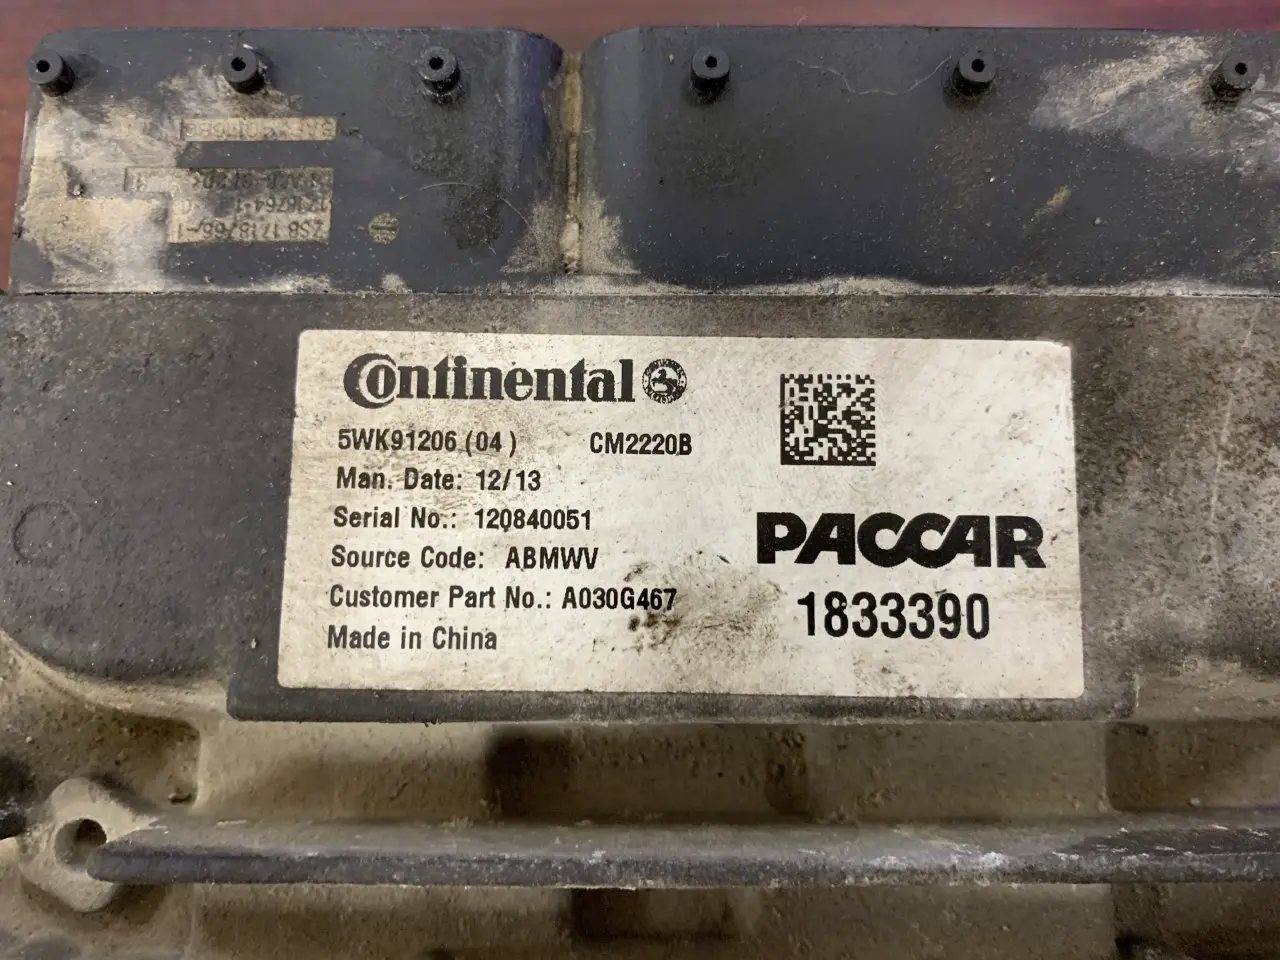 Continental
5WK91206 (04) CM2220B
Man. Date: 12/13
Serial No.: 120840051
Source Code: ABMWV
Customer Part No.: A030G467
Made in China
PACCAR
1833390